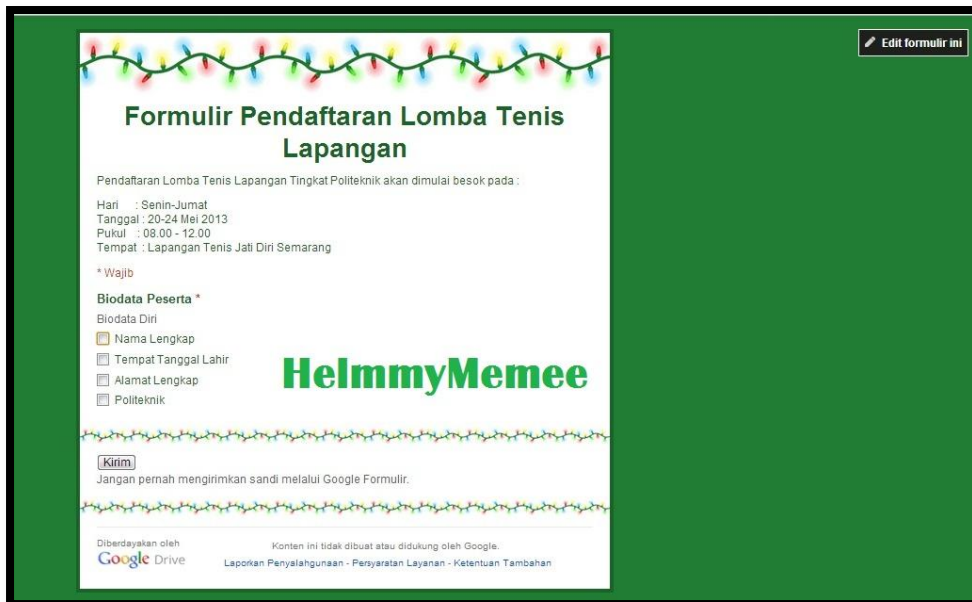 Edit formulir ini
Formulir Pendaftaran Lomba Tenis
Lapangan
Pendaftaran Lomba Tenis Lapangan Tingkat Politeknik akan dimulai besok pada :
Hari : Senin-Jumat
Tanggal : 20-24 Mei 2013
Pukul : 08.00 - 12.00
Tempat : Lapangan Tenis Jati Diri Semarang
* Wajib
Biodata Peserta *
Biodata Diri
Nama Lengkap
Tempat Tanggal Lahir
Alamat Lengkap
Politeknik
HelmmyMemee
Kirim
Jangan pernah mengirimkan sandi melalui Google Formulir.
Diberdayakan oleh
Google Drive
Konten ini tidak dibuat atau didukung oleh Google.
Laporkan Penyalahgunaan - Persyaratan Layanan - Ketentuan Tambahan